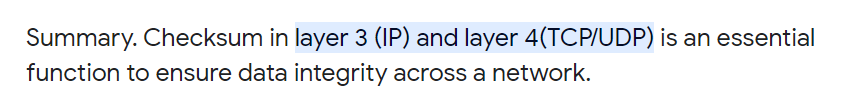 Summary. Checksum in layer 3 (IP) and layer 4(TCP/UDP) is an essential
function to ensure data integrity across a network.